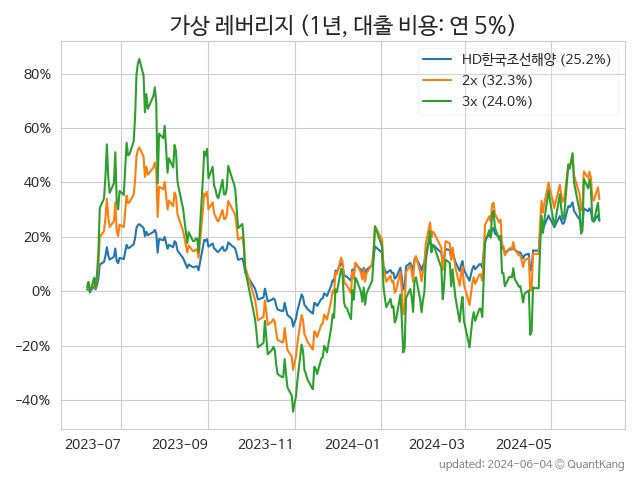 가상 레버리지 (1년, 대출 비용: 연 5%)
HD한국조선해양 (25.2%)
2x (32.3%)
3x (24.0%)
80%
60%
40%
20%
0%
−20%
−40%
2023-07 2023-09 2023-11 2024-01 2024-03 2024-05
updated: 2024-06-04 © QuantKang